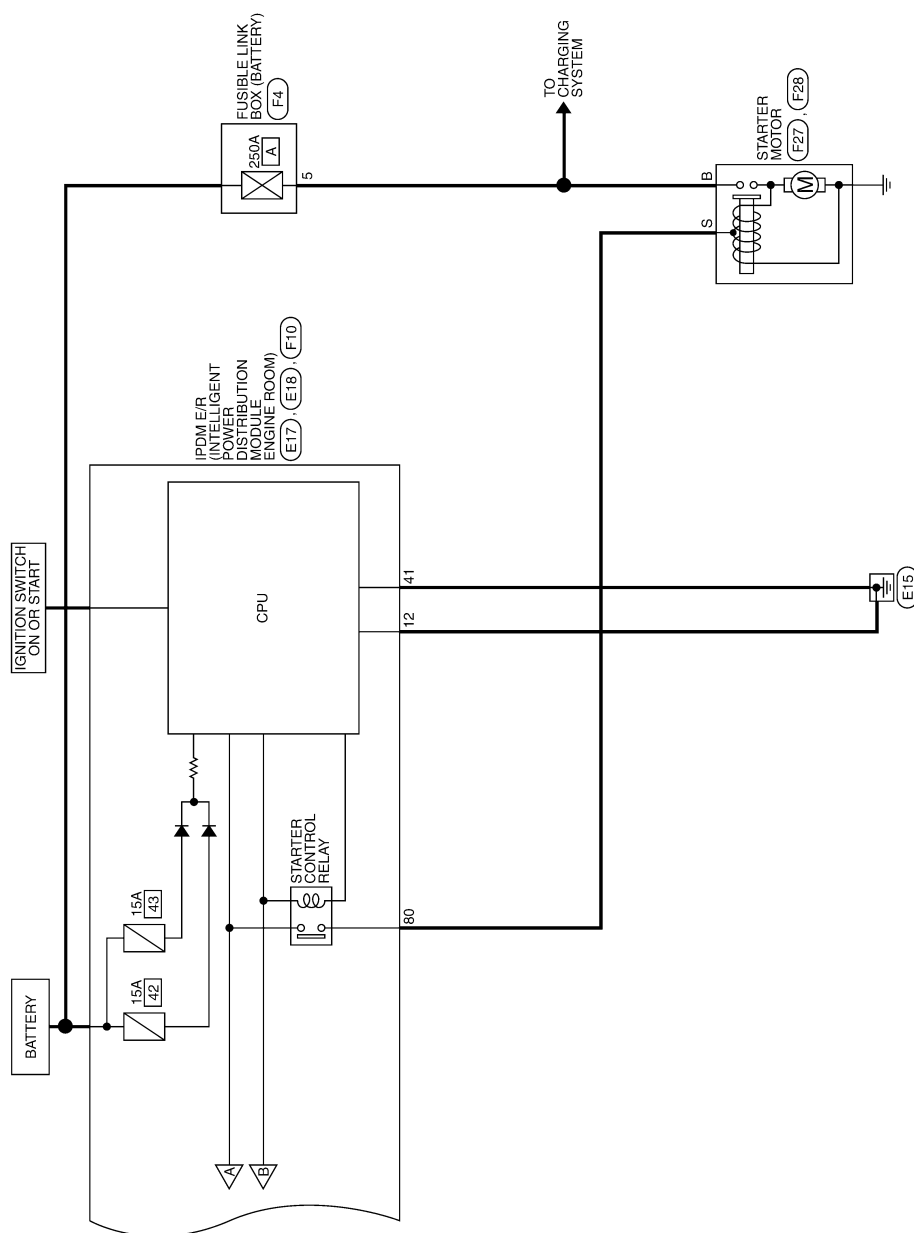 BATTERY
IGNITION SWITCH
ON OR START
FUSIBLE LINK
BOX (BATTERY)
F4
250A
A
5
15A
42
15A
43
CPU
IPDM E/R
(INTELLIGENT
POWER
DISTRIBUTION
MODULE
ENGINE ROOM)
E17 , E18 , F10
A
B
STARTER
CONTROL
RELAY
80
12
41
TO
CHARGING
SYSTEM
S
B
M
STARTER
MOTOR
F27 , F28
E15